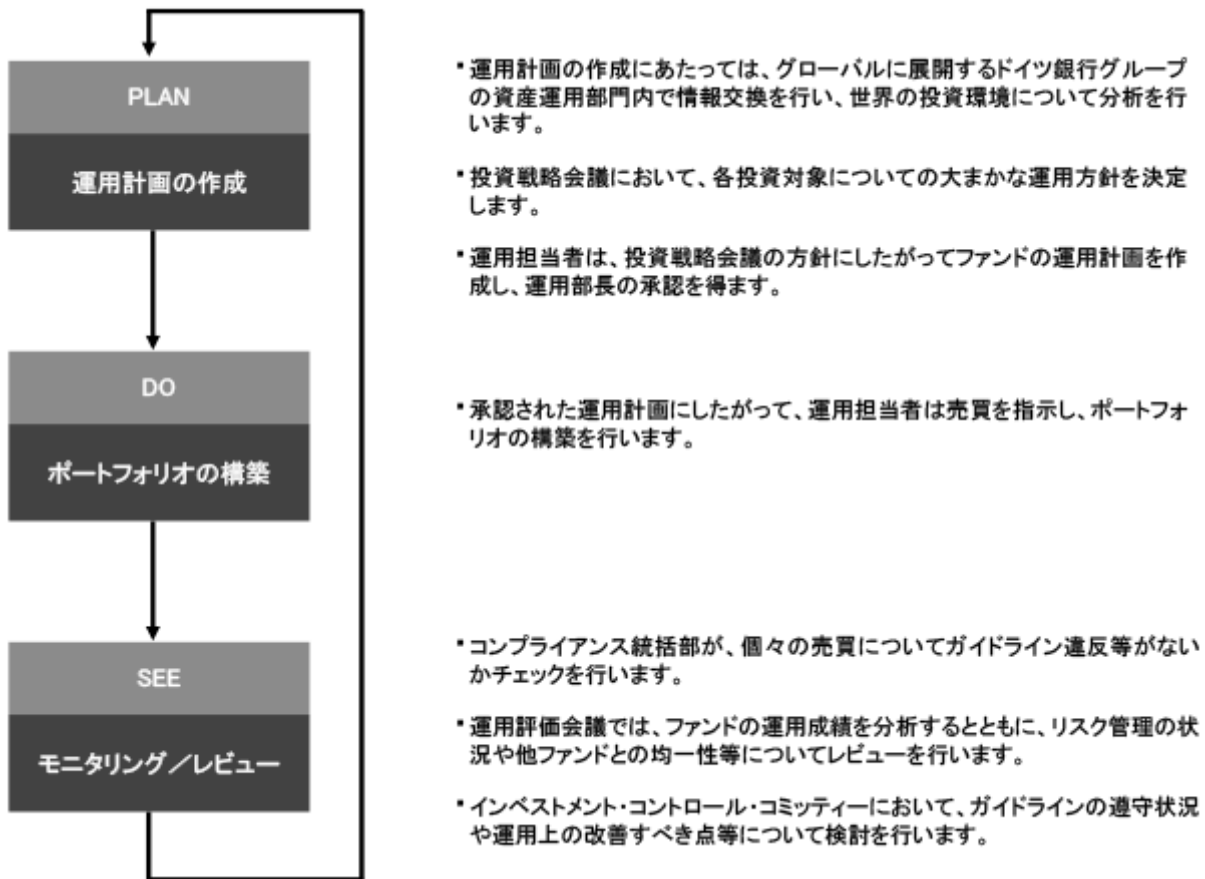 PLAN
運用計画の作成
▪運用計画の作成にあたっては、グローバルに展開するドイツ銀行グループ
の資産運用部門内で情報交換を行い、世界の投資環境について分析を行
います。
▪投資戦略会議において、各投資対象についての大まかな運用方針を決定
します。
▪運用担当者は、投資戦略会議の方針にしたがってファンドの運用計画を作
成し、運用部長の承認を得ます。
DO
ポートフォリオの構築
▪承認された運用計画にしたがって、運用担当者は売買を指示し、ポートフォ
リオの構築を行います。
SEE
モニタリング／レビュー
▪コンプライアンス統括部が、個々の売買についてガイドライン違反等がない
かチェックを行います。
▪運用評価会議では、ファンドの運用成績を分析するとともに、リスク管理の状
況や他ファンドとの均一性等についてレビューを行います。
▪インベストメント・コントロール・コミッティーにおいて、ガイドラインの遵守状況
や運用上の改善すべき点等について検討を行います。